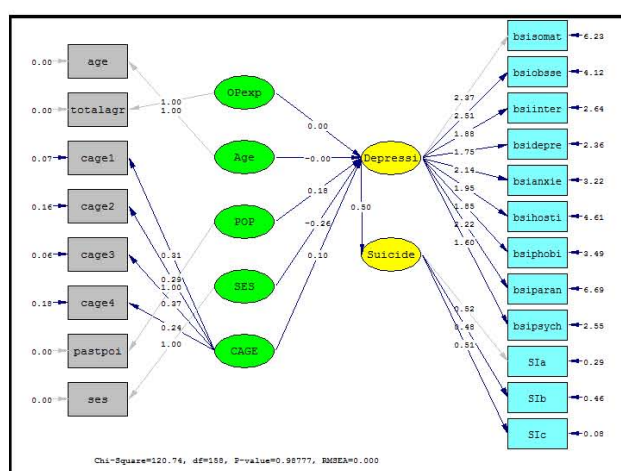 0.00 age
0.00 totalagr
0.07 cage1
0.16 cage2
0.06 cage3
0.18 cage4
0.00 pastpoi
0.00 ses
1.00
1.00
0.31
0.29
1.00
0.37
0.24
1.00
OPexp
Age
POP
SES
CAGE
0.00
-0.00
0.18
-0.26
0.10
Depressi
0.50
Suicide
2.37
2.51
1.88
1.75
2.14
1.95
1.85
2.22
1.60
0.52
0.48
0.51
bsisomat 6.23
bsiobsse 4.12
bsiinter 2.64
bsidepre 2.36
bsianxie 3.22
bsihosti 4.61
bsiphobi 3.49
bsiparan 6.69
bsipsych 2.55
SIa 0.29
SIb 0.46
SIc 0.08
Chi-Square=120.74, df=158, P-value=0.98777, RMSEA=0.000